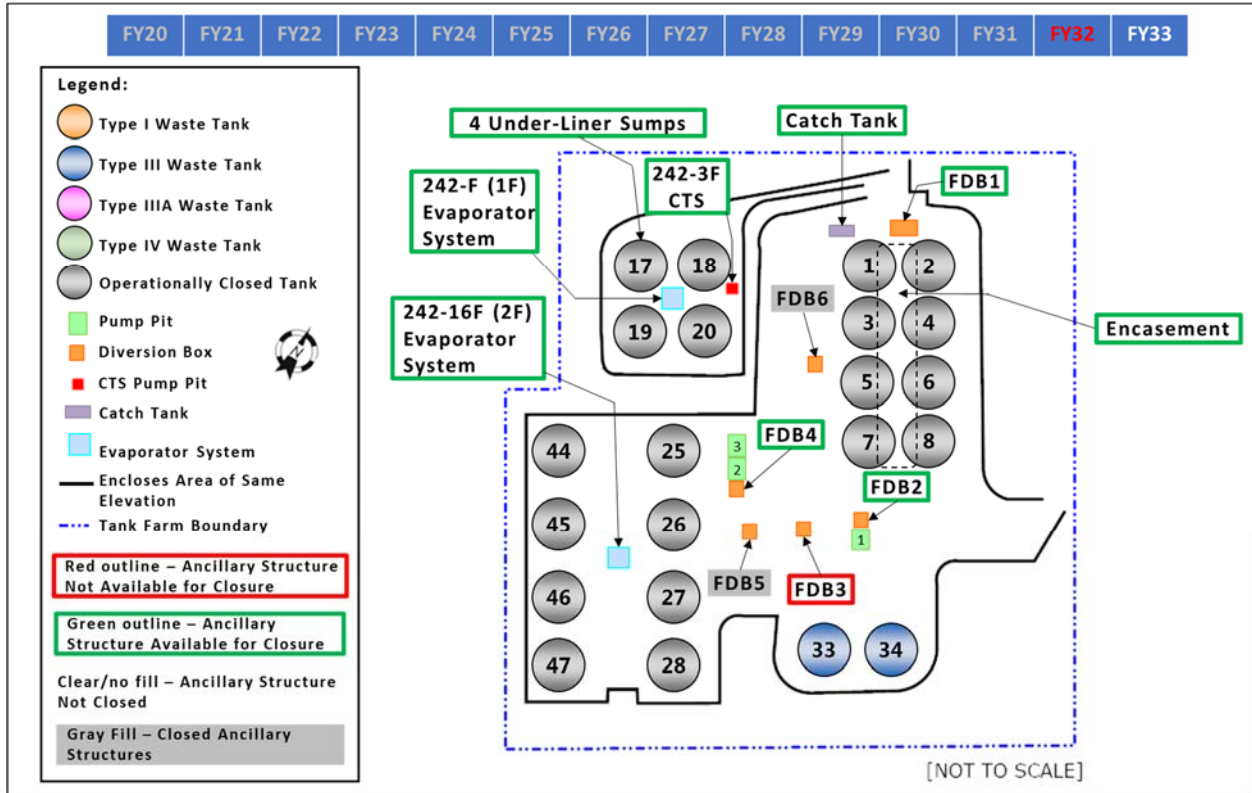 FY20 FY21 FY22 FY23 FY24 FY25 FY26 FY27 FY28 FY29 FY30 FY31 FY32 FY33
Legend:
Type I Waste Tank
Type III Waste Tank
Type IIIA Waste Tank
Type IV Waste Tank
Operationally Closed Tank
Pump Pit
Diversion Box
CTS Pump Pit
Catch Tank
Evaporator System
Encloses Area of Same
Elevation
Tank Farm Boundary
Red outline – Ancillary Structure
Not Available for Closure
Green outline – Ancillary
Structure Available for Closure
Clear/no fill – Ancillary Structure
Not Closed
Gray Fill – Closed Ancillary
Structures
N
4 Under-Liner Sumps
Catch Tank
242-F (1F)
Evaporator
System
242-3F
CTS
FDB1
242-16F (2F)
Evaporator
System
17 18
19 20
FDB6
1 2
3 4
5 6
7 8
Encasement
44 25
45 26
46 27
47 28
3
2
FDB4
FDB2
1
FDB5
FDB3
33 34
[NOT TO SCALE]